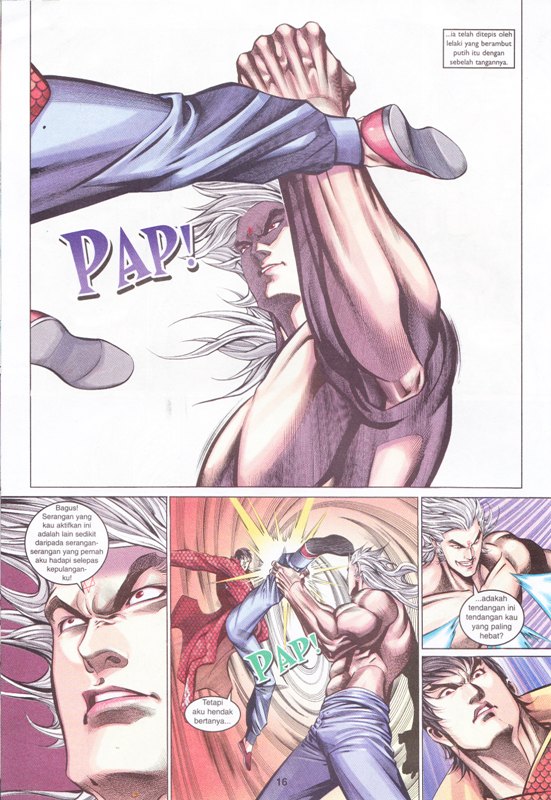 ...ia telah ditepis oleh
lelaki yang berambut
putih itu dengan
sebelah tangannya.
PAP!
Bagus!
Serangan yang
kau aktifkan ini
adalah lain sedikit
daripada serangan-
serangan yang pernah
aku hadapi selepas
kepulangan-
ku!
PAP!
Tetapi
aku hendak
bertanya...
...adakah
tendangan ini
tendangan kau
yang paling
hebat?
16